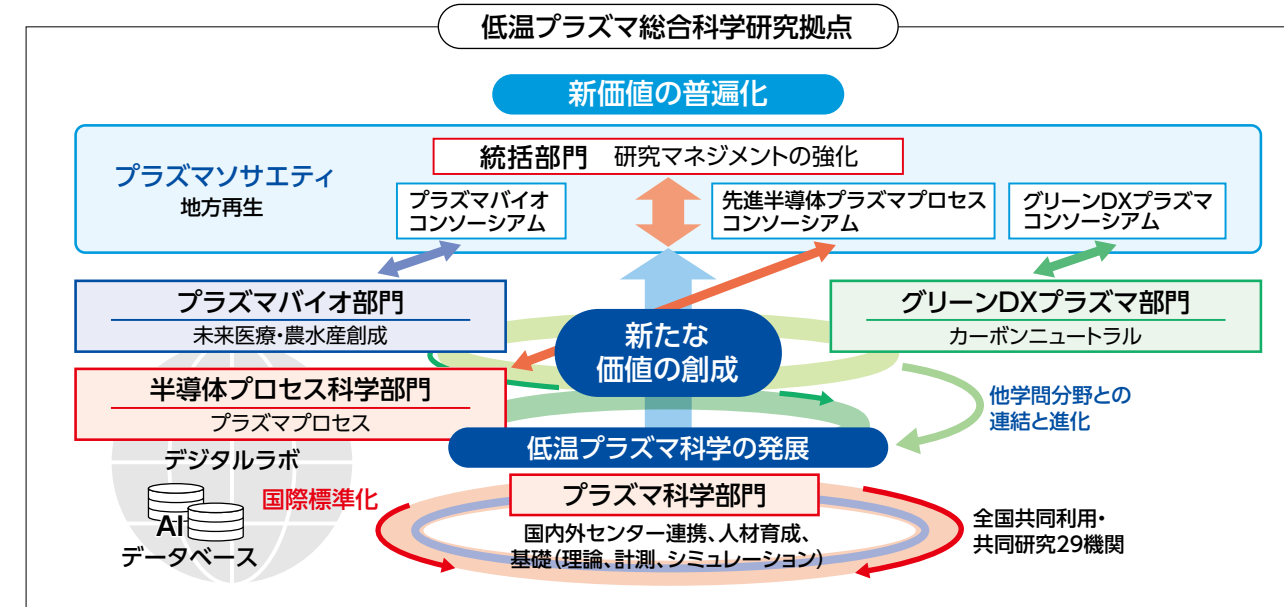 低温プラズマ総合科学研究拠点
新価値の普遍化
統括部門 研究マネジメントの強化
プラズマソサエティ
地方再生
プラズマバイオ
コンソーシアム
先進半導体プラズマプロセス
コンソーシアム
グリーンDXプラズマ
コンソーシアム
プラズマバイオ部門
未来医療・農水産創成
グリーンDXプラズマ部門
カーボンニュートラル
新たな
価値の創成
半導体プロセス科学部門
プラズマプロセス
他学問分野との
連結と進化
低温プラズマ科学の発展
デジタルラボ
AI
データベース
国際標準化
プラズマ科学部門
国内外センター連携、人材育成、
基礎(理論、計測、シミュレーション)
全国共同利用・
共同研究29機関